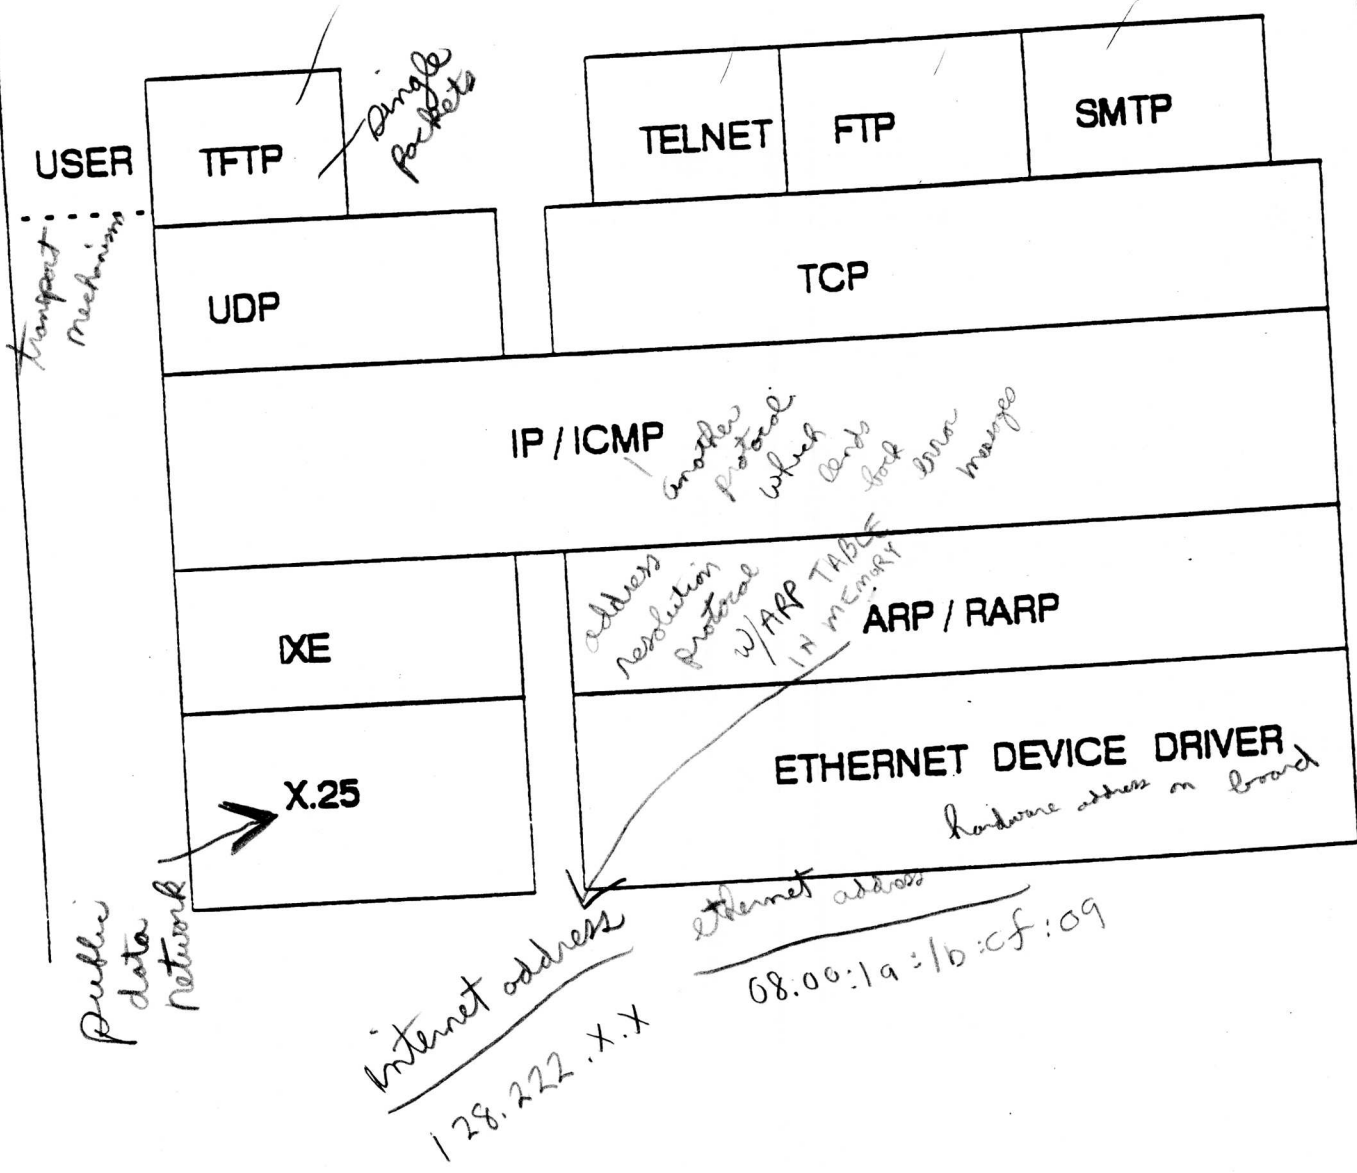 USER
TFTP
single
packets
TELNET
FTP
SMTP
transport
mechanisms
UDP
TCP
IP / ICMP
another
protocol
which
sends
back
error
messages
address
resolution
protocol
w/ARP TABLE
IN MEMORY
ARP / RARP
IXE
X.25
ETHERNET DEVICE DRIVER
hardware address on board
public
data
network
internet address
128.222.X.X
ethernet address
08:00:1a:1b:cf:09